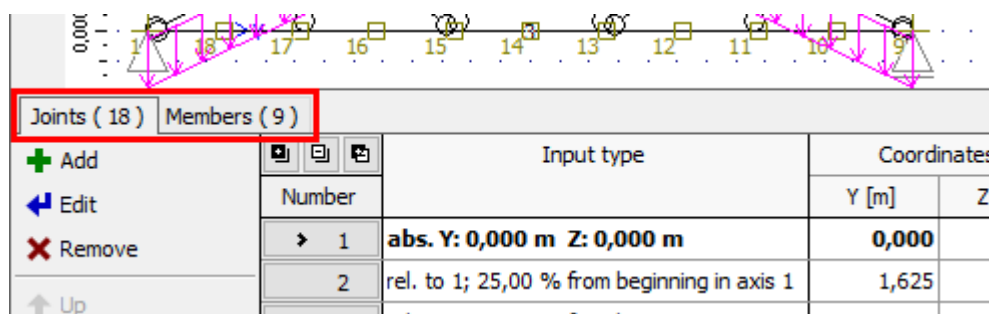 0,000
1 18 17 16 15 14 3 13 12 11 10 9
Joints ( 18 ) Members ( 9 )
Add Input type Coordinates
Edit Number Y [m] Z
Remove 1 abs. Y: 0,000 m Z: 0,000 m 0,000
2 rel. to 1; 25,00 % from beginning in axis 1 1,625
Up